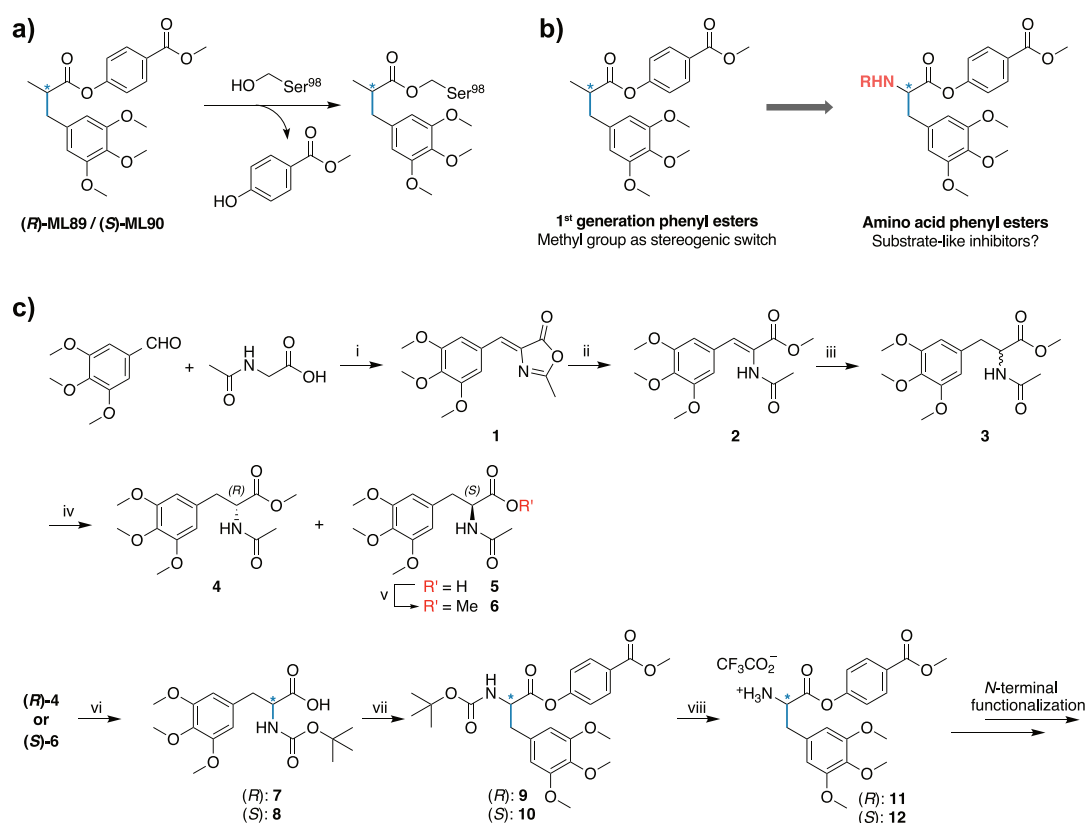 a)
O
O
O
O
*
HO
Ser98
O
O
*
Ser98
O
O
HO
O
O
O
O
O
O
O
(R)-ML89 / (S)-ML90
b)
O
O
O
O
*
O
O
O
1st generation phenyl esters
Methyl group as stereogenic switch
RHN
O
O
O
O
*
O
O
O
Amino acid phenyl esters
Substrate-like inhibitors?
c)
O
O
O
CHO
+
H
N
O
O
OH
i
O
O
O
O
O
N
1
ii
O
O
O
O
O
HN
O
2
iii
O
O
O
O
O
HN
O
3
iv
O
O
O
(R)
O
O
HN
O
4
+
O
O
O
(S)
O
OR'
HN
O
R' = H 5
v
R' = Me 6
(R)-4
or
(S)-6
vi
O
O
O
*
O
OH
HN
O
O
(R): 7
(S): 8
vii
O
O
H
N
*
O
O
O
O
O
O
O
(R): 9
(S): 10
viii
CF3CO2−
+H3N
*
O
O
O
O
O
O
O
(R): 11
(S): 12
N-terminal
functionalization